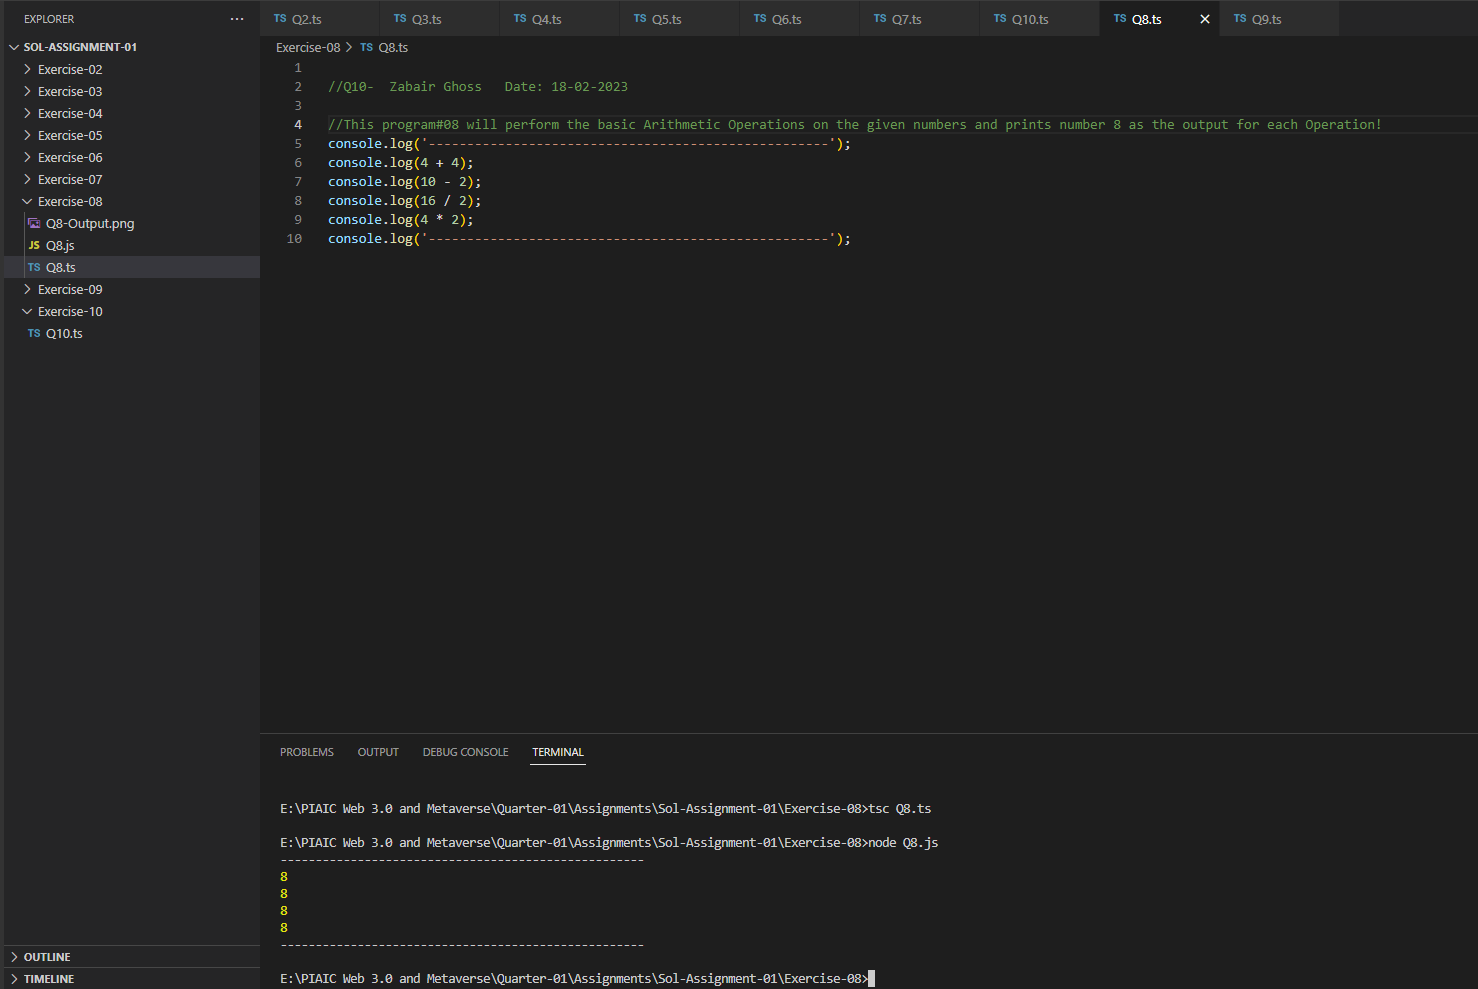 EXPLORER ···
SOL-ASSIGNMENT-01
Exercise-02
Exercise-03
Exercise-04
Exercise-05
Exercise-06
Exercise-07
Exercise-08
Q8-Output.png
JS Q8.js
TS Q8.ts
Exercise-09
Exercise-10
TS Q10.ts
OUTLINE
TIMELINE
TS Q2.ts TS Q3.ts TS Q4.ts TS Q5.ts TS Q6.ts TS Q7.ts TS Q10.ts TS Q8.ts TS Q9.ts
Exercise-08 > TS Q8.ts
1
2 //Q10- Zabair Ghoss Date: 18-02-2023
3
4 //This program#08 will perform the basic Arithmetic Operations on the given numbers and prints number 8 as the output for each Operation!
5 console.log('----------------------------------------------------');
6 console.log(4 + 4);
7 console.log(10 - 2);
8 console.log(16 / 2);
9 console.log(4 * 2);
10 console.log('----------------------------------------------------');
PROBLEMS OUTPUT DEBUG CONSOLE TERMINAL
E:\PIAIC Web 3.0 and Metaverse\Quarter-01\Assignments\Sol-Assignment-01\Exercise-08>tsc Q8.ts
E:\PIAIC Web 3.0 and Metaverse\Quarter-01\Assignments\Sol-Assignment-01\Exercise-08>node Q8.js
----------------------------------------------------
8
8
8
8
----------------------------------------------------
E:\PIAIC Web 3.0 and Metaverse\Quarter-01\Assignments\Sol-Assignment-01\Exercise-08>